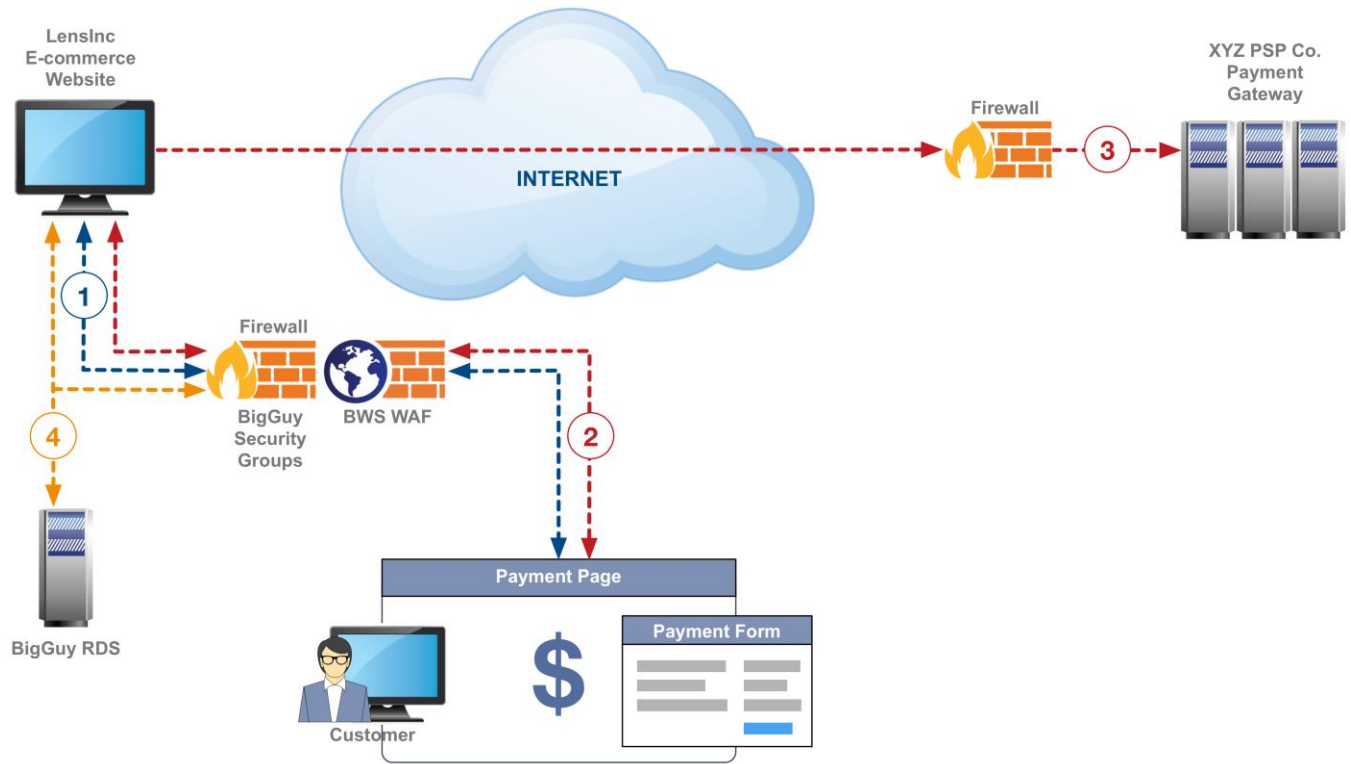 LensInc
E-commerce
Website
XYZ PSP Co.
Payment
Gateway
Firewall
INTERNET
3
1
Firewall
BigGuy
Security
Groups
BWS WAF
4
2
BigGuy RDS
Payment Page
Payment Form
$
Customer